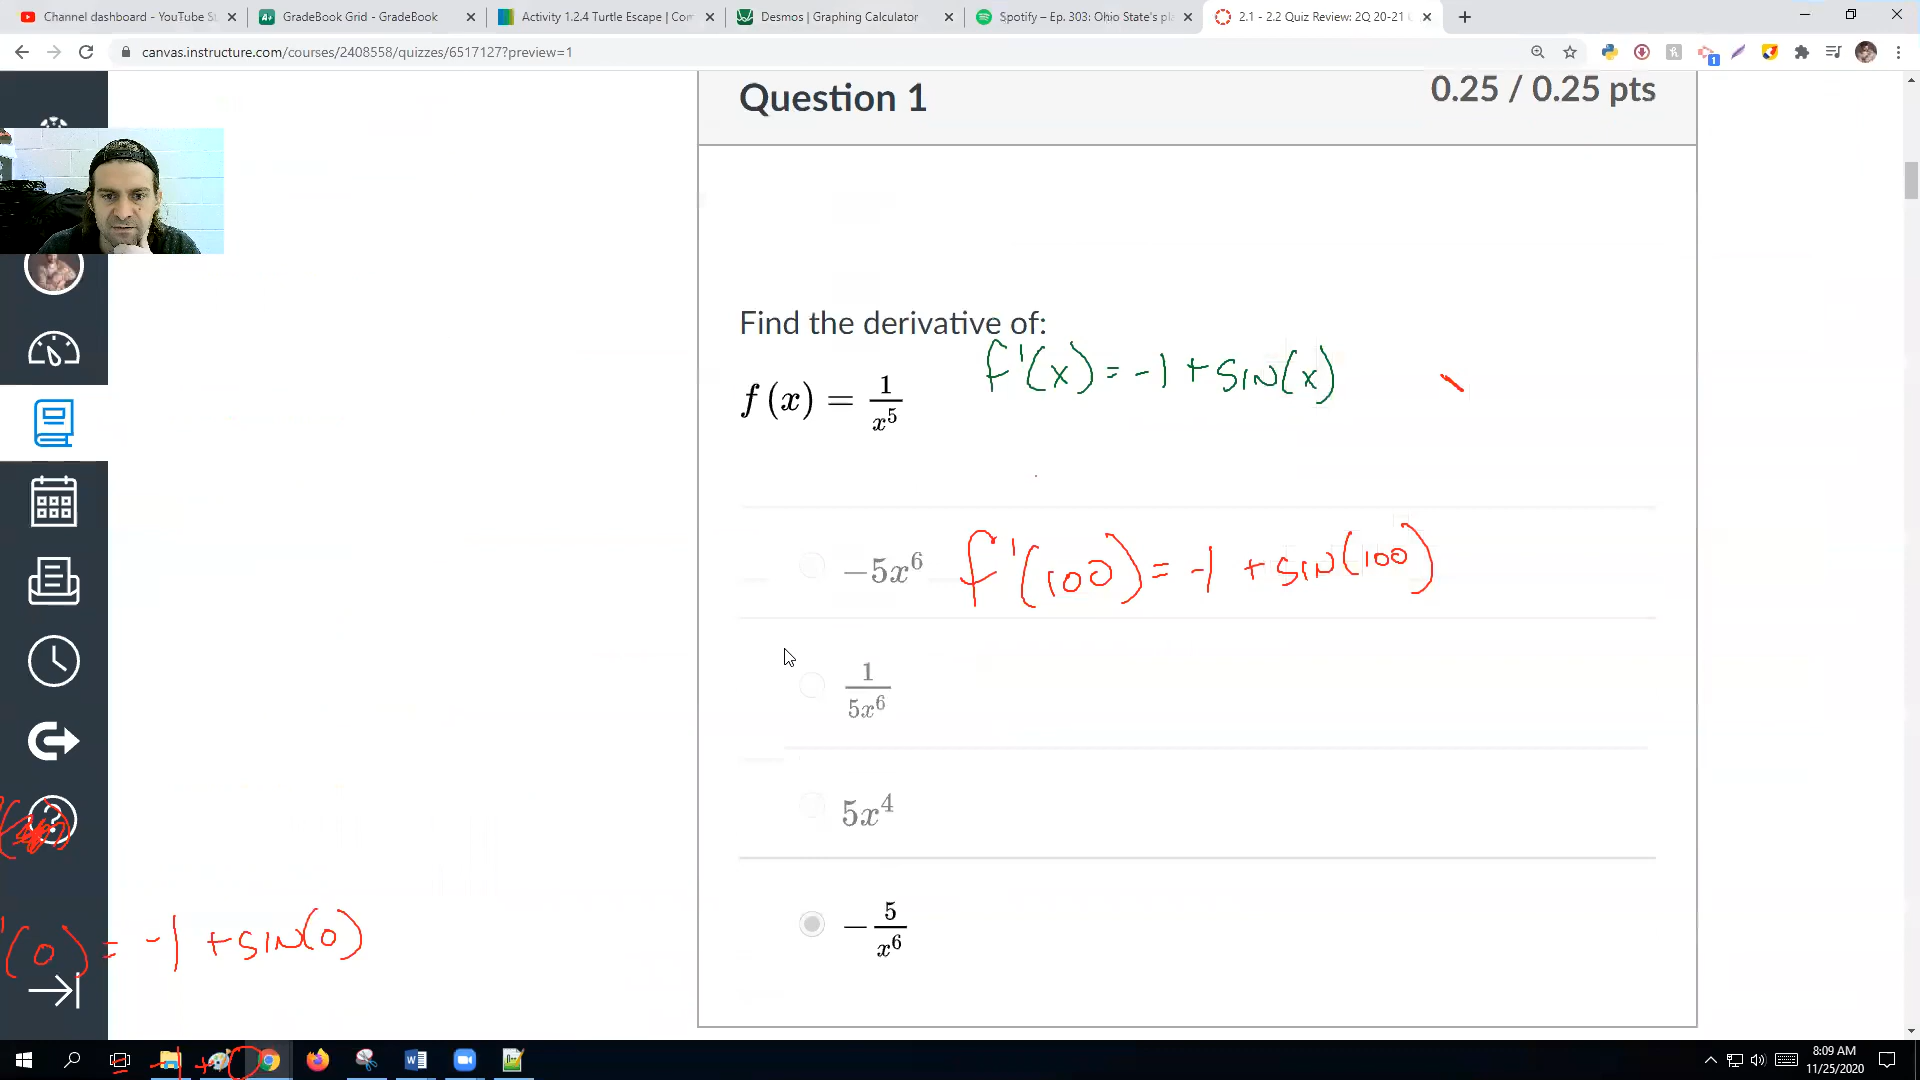 Channel dashboard - YouTube St
GradeBook Grid - GradeBook
Activity 1.2.4 Turtle Escape | Con
Desmos | Graphing Calculator
Spotify – Ep. 303: Ohio State's pl
2.1 - 2.2 Quiz Review: 2Q 20-21
canvas.instructure.com/courses/2408558/quizzes/6517127?preview=1
Question 1
0.25 / 0.25 pts
Find the derivative of:
f'(x) = -1 + sin(x)
f (x) = 1/x^5
−5x^6
f'(100) = -1 + sin(100)
1/5x^6
5x^4
− 5/x^6
'(0) = -1 + sin(0)
= -1 + 0
8:09 AM
11/25/2020